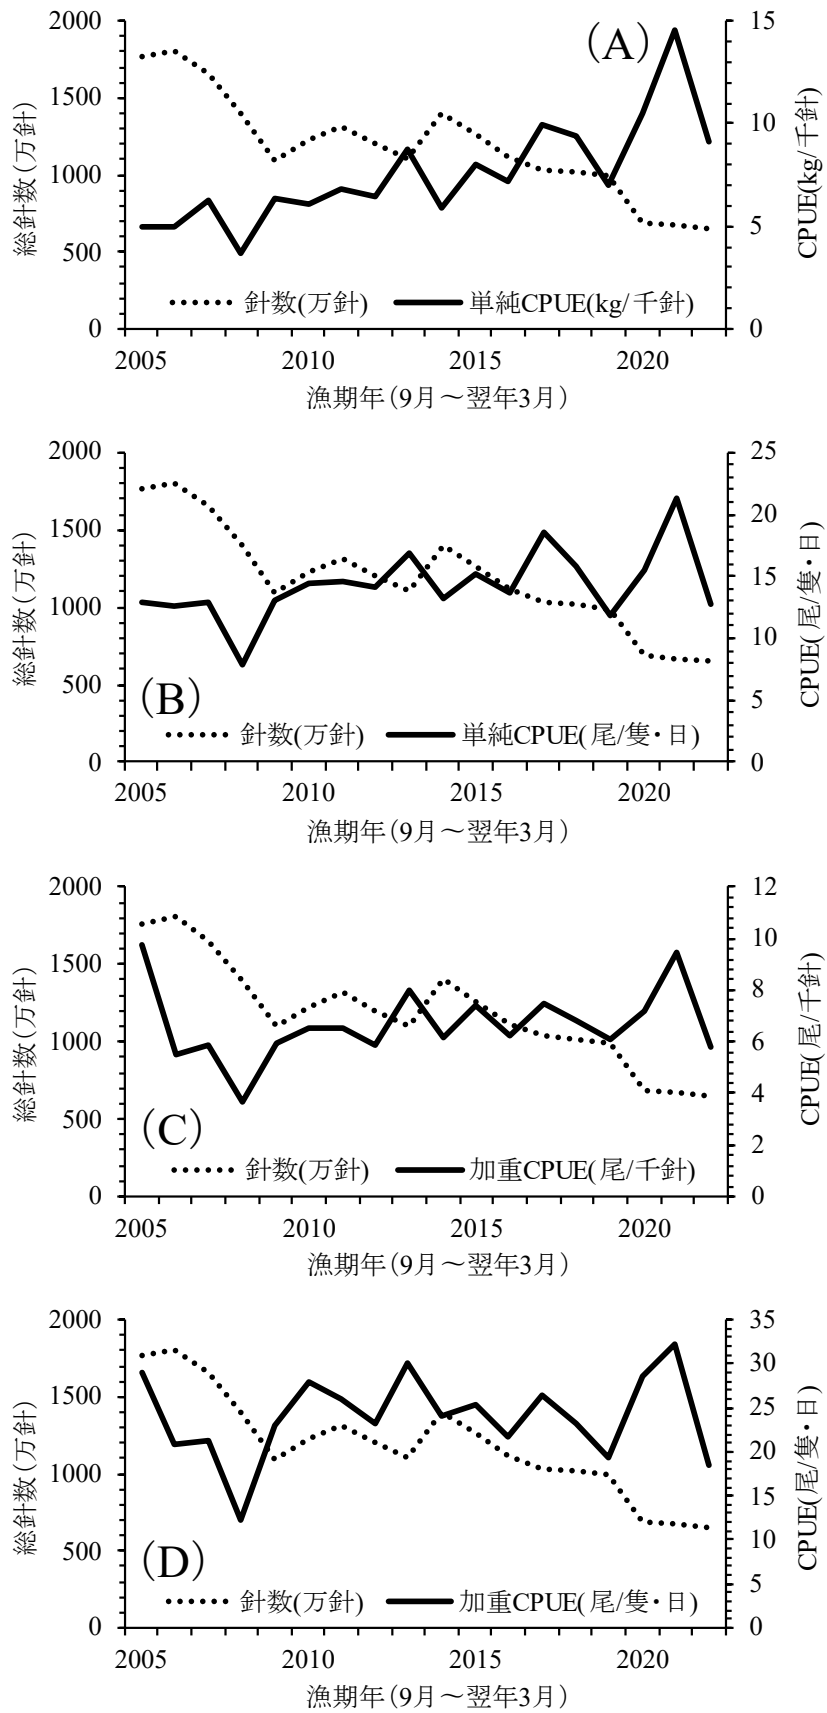 (A)
総針数(万針)
2000
1500
1000
500
0
15
10
5
0
CPUE(kg/千針)
針数(万針) 単純CPUE(kg/千針)
2005 2010 2015 2020
漁期年(9月～翌年3月)
総針数(万針)
2000
1500
1000
500
0
25
20
15
10
5
0
CPUE(尾/隻・日)
(B)
針数(万針) 単純CPUE(尾/隻・日)
2005 2010 2015 2020
漁期年(9月～翌年3月)
総針数(万針)
2000
1500
1000
500
0
12
10
8
6
4
2
0
CPUE(尾/千針)
(C)
針数(万針) 加重CPUE(尾/千針)
2005 2010 2015 2020
漁期年(9月～翌年3月)
総針数(万針)
2000
1500
1000
500
0
35
30
25
20
15
10
5
0
CPUE(尾/隻・日)
(D)
針数(万針) 加重CPUE(尾/隻・日)
2005 2010 2015 2020
漁期年(9月～翌年3月)